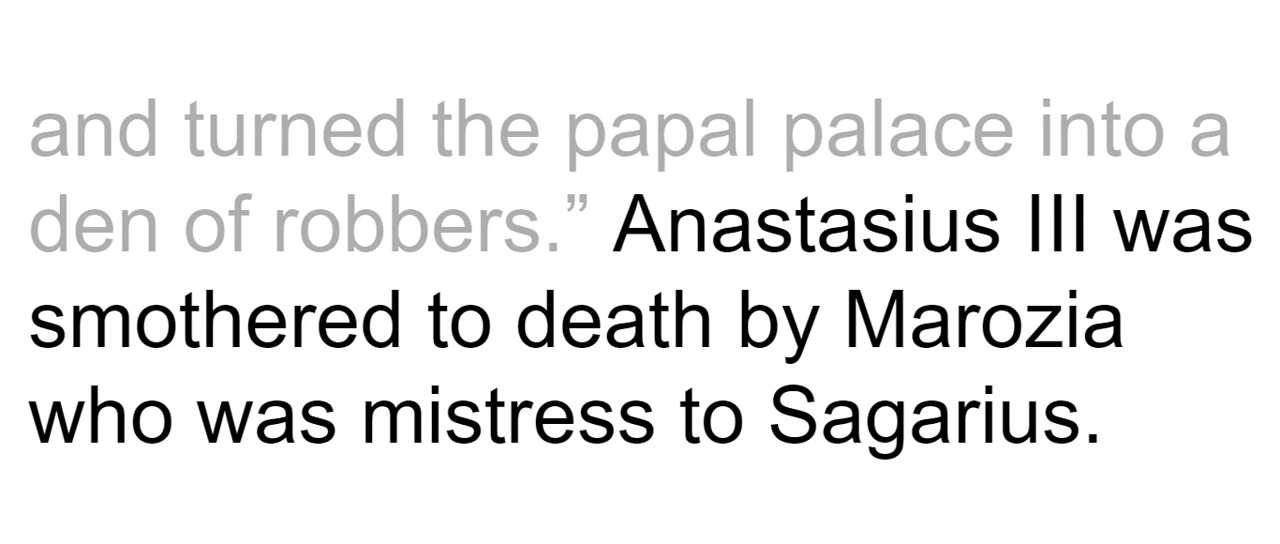 and turned the papal palace into a
den of robbers.” Anastasius III was
smothered to death by Marozia
who was mistress to Sagarius.